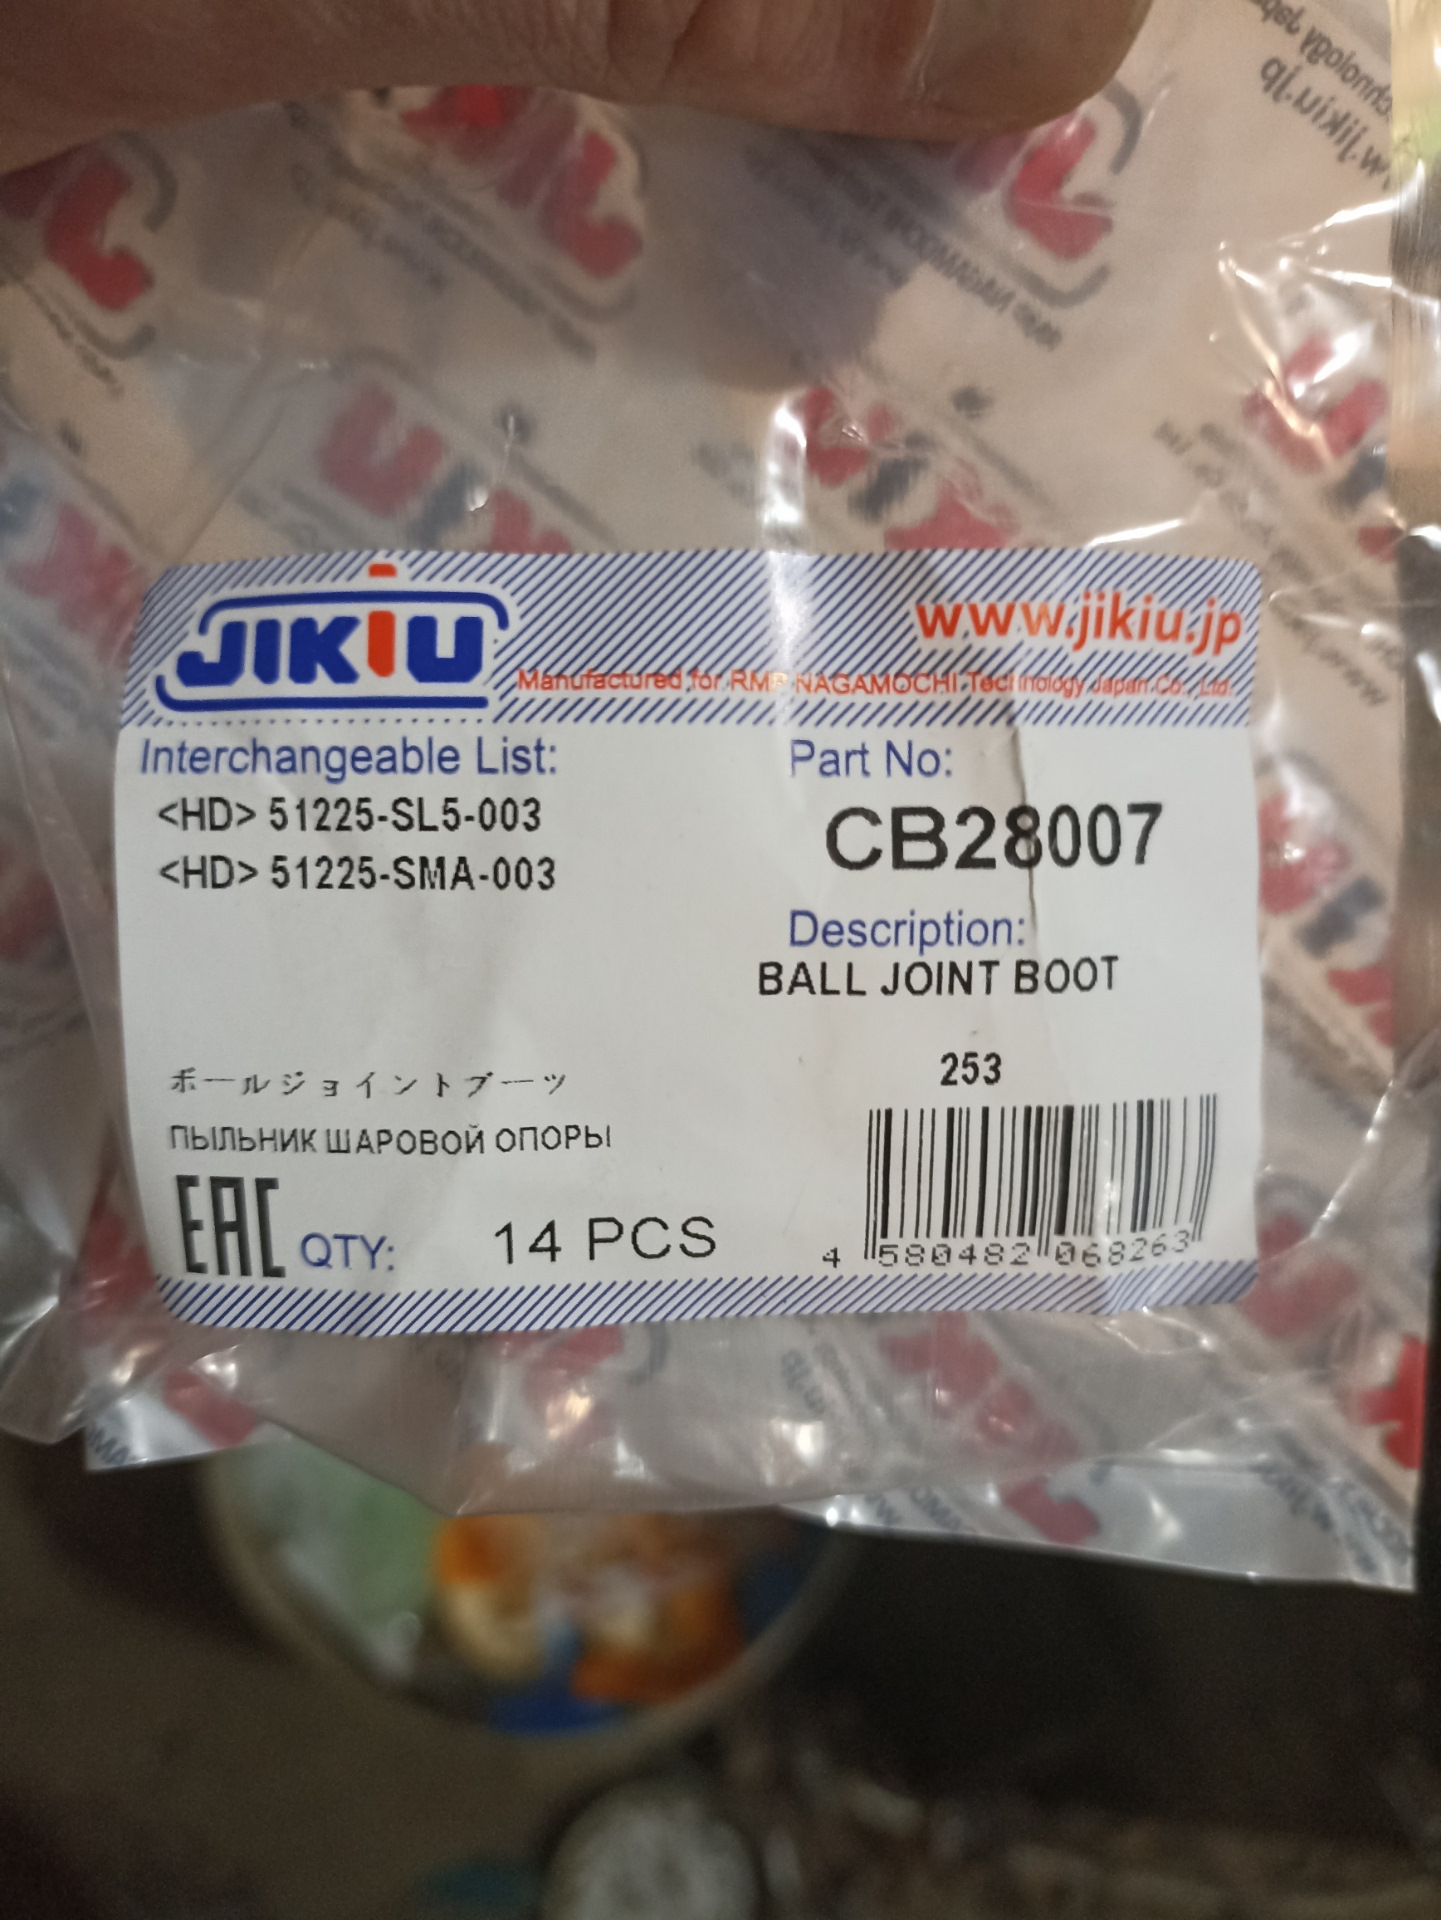 JIKIU
www.jikiu.jp
Manufactured for RMP NAGAMOCHI Technology Japan Co., Ltd.
Interchangeable List:
<HD> 51225-SL5-003
<HD> 51225-SMA-003
Part No:
CB28007
Description:
BALL JOINT BOOT
253
ボールジョイントブーツ
ПЫЛЬНИК ШАРОВОЙ ОПОРЫ
EAC
QTY: 14 PCS
4 580482 068263